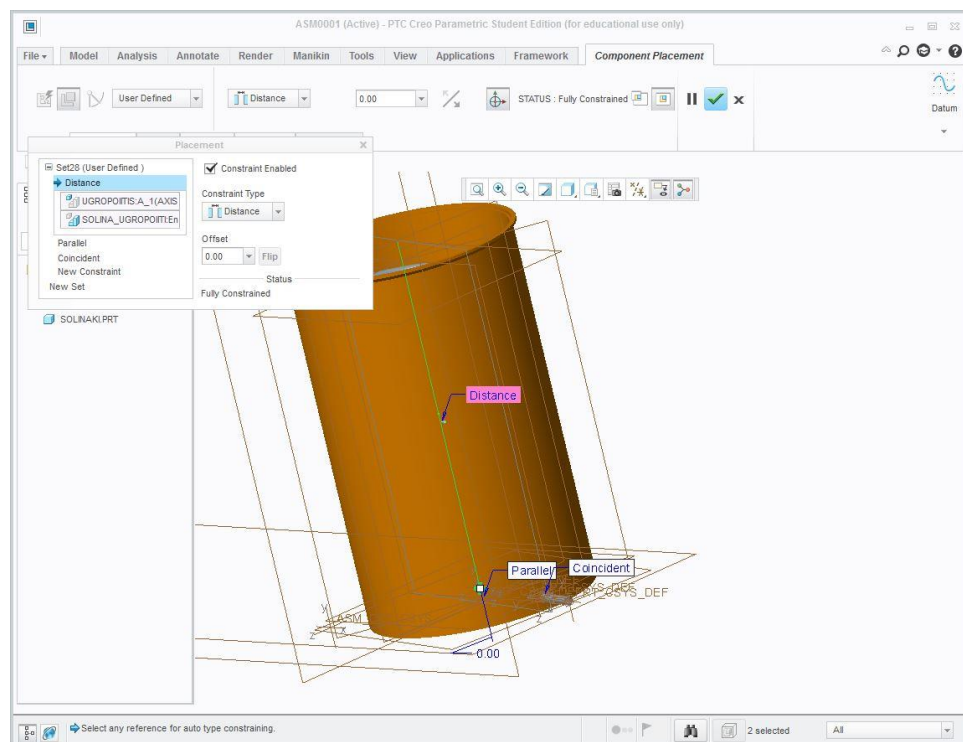 ASM0001 (Active) - PTC Creo Parametric Student Edition (for educational use only)
File Model Analysis Annotate Render Manikin Tools View Applications Framework Component Placement
User Defined Distance 0.00 STATUS : Fully Constrained
Datum
Placement
Set28 (User Defined )
Distance
UGROPOIITIS:A_1(AXIS
SOLINA_UGROPOIITI:En
Parallel
Coincident
New Constraint
New Set
Constraint Enabled
Constraint Type
Distance
Offset
0.00 Flip
Status
Fully Constrained
SOLINAKI.PRT
Distance
Parallel
Coincident
0.00
Select any reference for auto type constraining.
2 selected
All